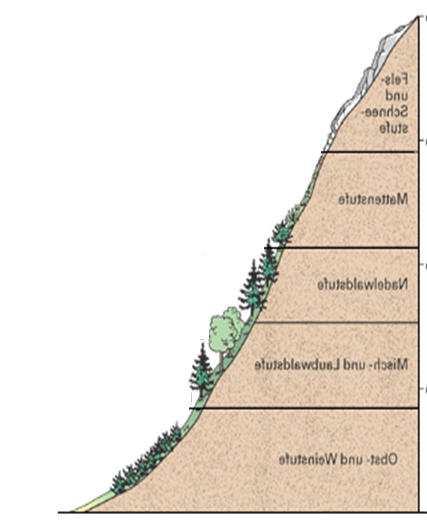 Fels-
und
Schnee-
stufe
Mattenstufe
Nadelwaldstufe
Misch- und Laubwaldstufe
Obst- und Weinstufe